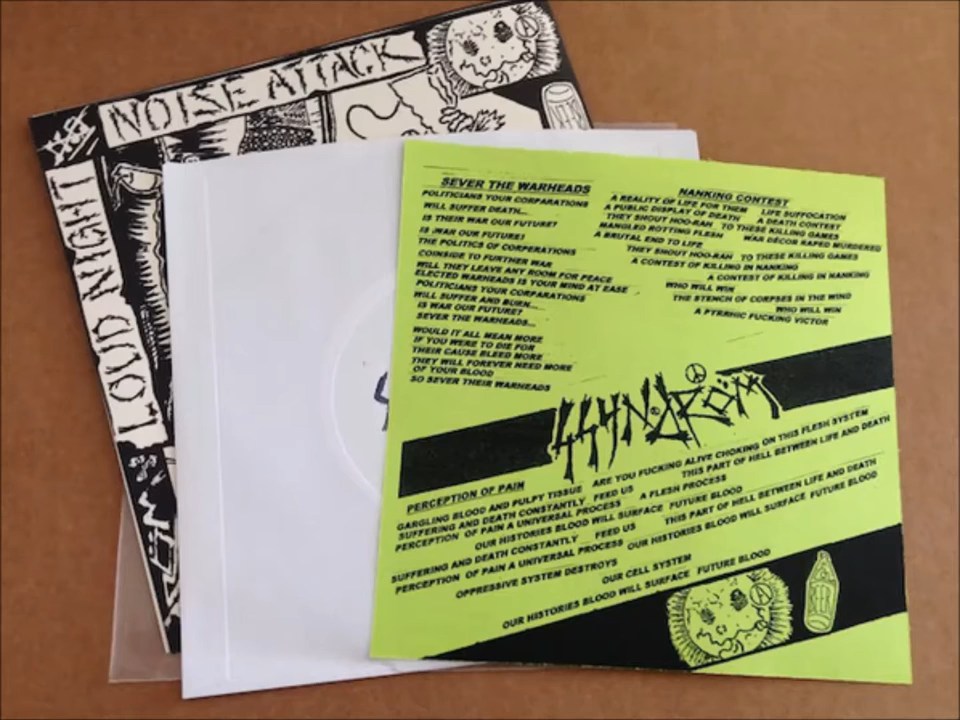 NOISE ATTACK
LOUD NIGHT
BEER
SEVER THE WARHEADS
POLITICIANS YOUR CORPARATIONS
WILL SUFFER DEATH...
IS THEIR WAR OUR FUTURE?
IS WAR OUR FUTURE?
THE POLITICS OF CORPERATIONS
COINSIDE TO FURTHER WAR
WILL THEY LEAVE ANY ROOM FOR PEACE
ELECTED WARHEADS IS YOUR MIND AT EASE
POLITICIANS YOUR CORPARATIONS
WILL SUFFER AND BURN...
IS WAR OUR FUTURE?
SEVER THE WARHEADS...
WOULD IT ALL MEAN MORE
IF YOU WERE TO DIE FOR
THEIR CAUSE BLEED MORE
THEY WILL FOREVER NEED MORE
OF YOUR BLOOD
SO SEVER THEIR WARHEADS
NANKING CONTEST
A REALITY OF LIFE FOR THEM LIFE SUFFOCATION
A PUBLIC DISPLAY OF DEATH A DEATH CONTEST
THEY SHOUT HOO-RAH TO THESE KILLING GAMES
MANGLED ROTTING FLESH WAR DÉCOR RAPED MURDERED
A BRUTAL END TO LIFE
THEY SHOUT HOO-RAH TO THESE KILLING GAMES
A CONTEST OF KILLING IN NANKING
A CONTEST OF KILLING IN NANKING
WHO WILL WIN
THE STENCH OF CORPSES IN THE WIND
WHO WILL WIN
A PYRRHIC FUCKING VICTOR
PERCEPTION OF PAIN
GARGLING BLOOD AND PULPY TISSUE ARE YOU FUCKING ALIVE CHOKING ON THIS FLESH SYSTEM
SUFFERING AND DEATH CONSTANTLY FEED US THIS PART OF HELL BETWEEN LIFE AND DEATH
PERCEPTION OF PAIN A UNIVERSAL PROCESS A FLESH PROCESS
OUR HISTORIES BLOOD WILL SURFACE FUTURE BLOOD
SUFFERING AND DEATH CONSTANTLY FEED US THIS PART OF HELL BETWEEN LIFE AND DEATH
PERCEPTION OF PAIN A UNIVERSAL PROCESS OUR HISTORIES BLOOD WILL SURFACE FUTURE BLOOD
OPPRESSIVE SYSTEM DESTROYS
OUR CELL SYSTEM
OUR HISTORIES BLOOD WILL SURFACE FUTURE BLOOD
BEER